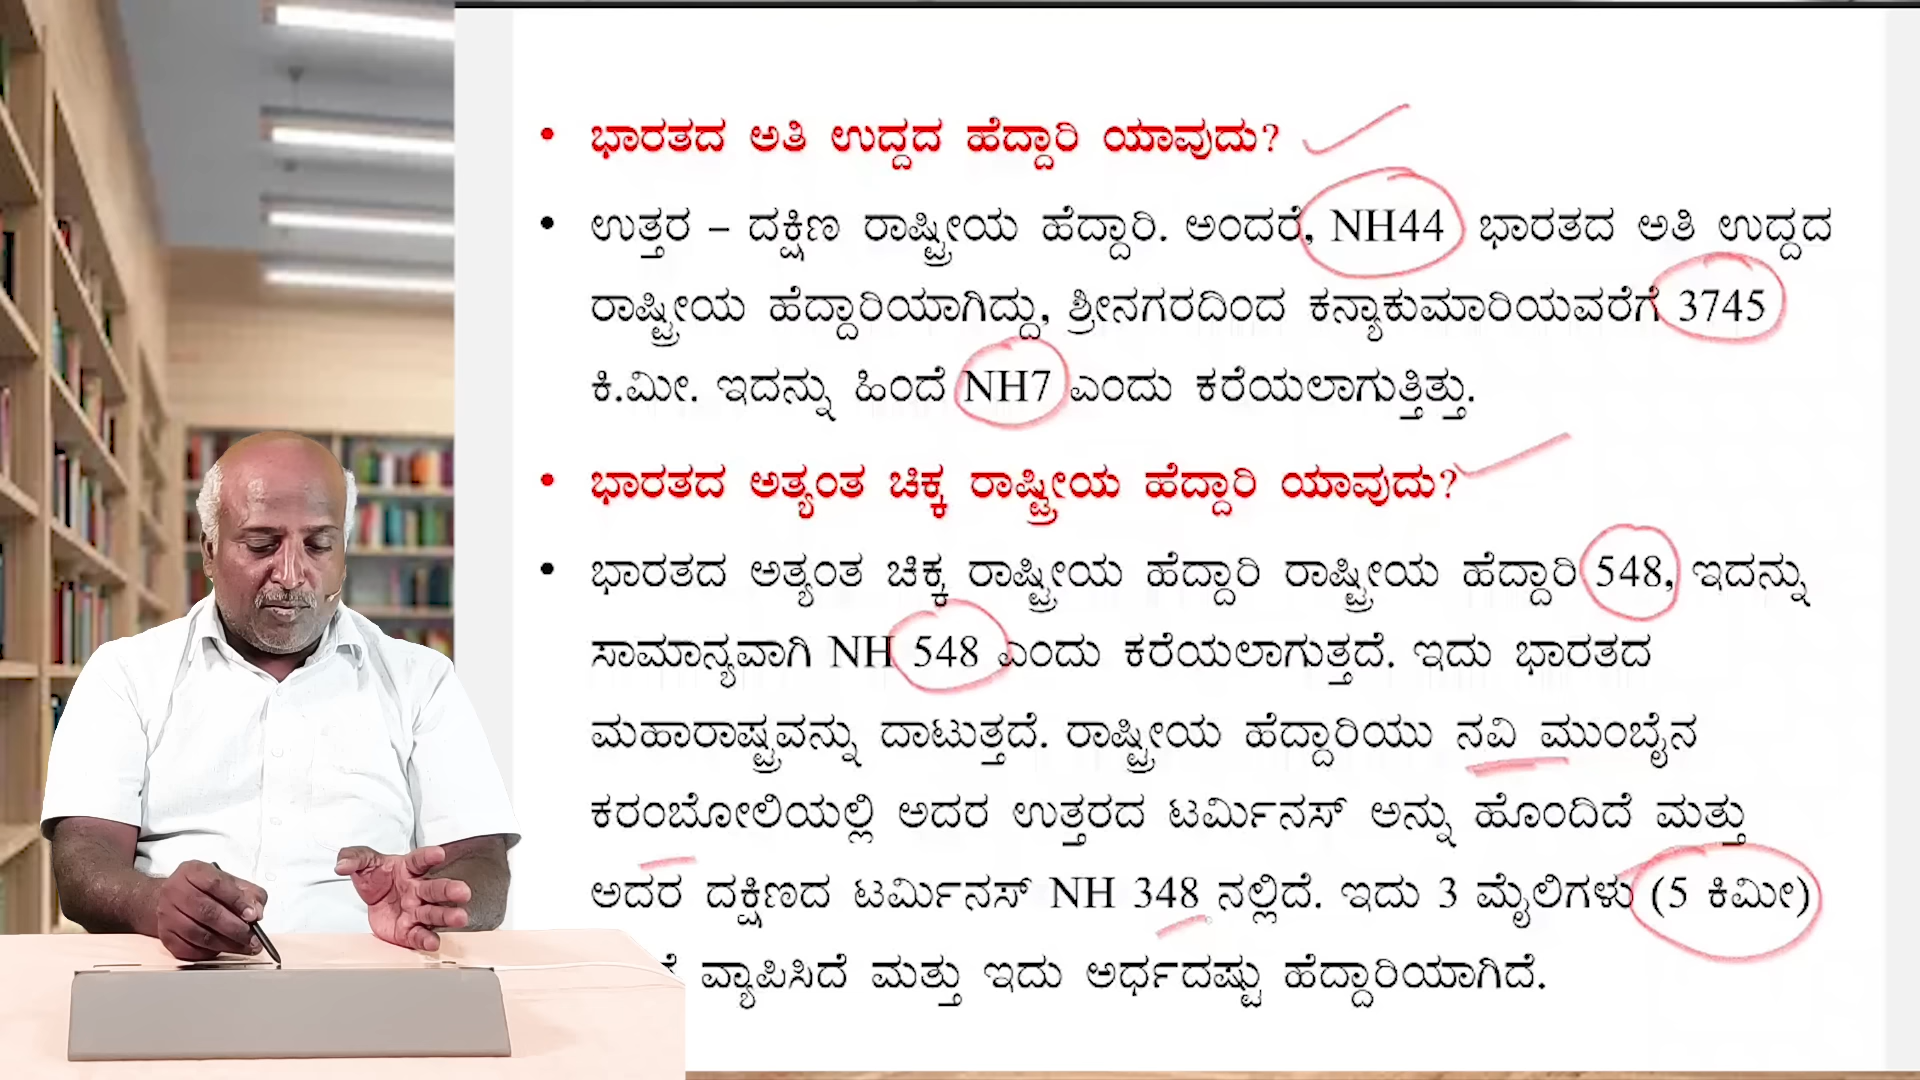 • ಭಾರತದ ಅತಿ ಉದ್ದದ ಹೆದ್ದಾರಿ ಯಾವುದು?
• ಉತ್ತರ – ದಕ್ಷಿಣ ರಾಷ್ಟ್ರೀಯ ಹೆದ್ದಾರಿ. ಅಂದರೆ, NH44 ಭಾರತದ ಅತಿ ಉದ್ದದ
ರಾಷ್ಟ್ರೀಯ ಹೆದ್ದಾರಿಯಾಗಿದ್ದು, ಶ್ರೀನಗರದಿಂದ ಕನ್ಯಾಕುಮಾರಿಯವರೆಗೆ 3745
ಕಿ.ಮೀ. ಇದನ್ನು ಹಿಂದೆ NH7 ಎಂದು ಕರೆಯಲಾಗುತ್ತಿತ್ತು.
• ಭಾರತದ ಅತ್ಯಂತ ಚಿಕ್ಕ ರಾಷ್ಟ್ರೀಯ ಹೆದ್ದಾರಿ ಯಾವುದು?
• ಭಾರತದ ಅತ್ಯಂತ ಚಿಕ್ಕ ರಾಷ್ಟ್ರೀಯ ಹೆದ್ದಾರಿ ರಾಷ್ಟ್ರೀಯ ಹೆದ್ದಾರಿ 548, ಇದನ್ನು
ಸಾಮಾನ್ಯವಾಗಿ NH 548 ಎಂದು ಕರೆಯಲಾಗುತ್ತದೆ. ಇದು ಭಾರತದ
ಮಹಾರಾಷ್ಟ್ರವನ್ನು ದಾಟುತ್ತದೆ. ರಾಷ್ಟ್ರೀಯ ಹೆದ್ದಾರಿಯು ನವಿ ಮುಂಬೈನ
ಕರಂಬೋಲಿಯಲ್ಲಿ ಅದರ ಉತ್ತರದ ಟರ್ಮಿನಸ್ ಅನ್ನು ಹೊಂದಿದೆ ಮತ್ತು
ಅದರ ದಕ್ಷಿಣದ ಟರ್ಮಿನಸ್ NH 348 ನಲ್ಲಿದೆ. ಇದು 3 ಮೈಲಿಗಳು (5 ಕಿಮೀ)
ವ್ಯಾಪಿಸಿದೆ ಮತ್ತು ಇದು ಅರ್ಧದಷ್ಟು ಹೆದ್ದಾರಿಯಾಗಿದೆ.